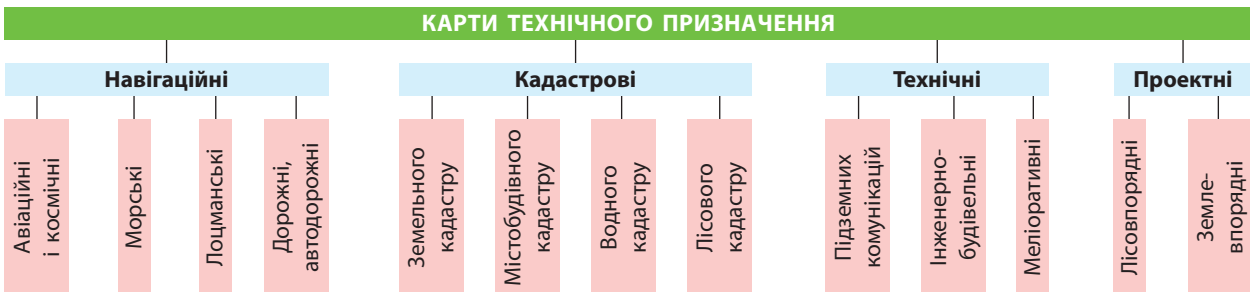 КАРТИ ТЕХНІЧНОГО ПРИЗНАЧЕННЯ
Навігаційні
Кадастрові
Технічні
Проектні
Авіаційні
і космічні
Морські
Лоцманські
Дорожні,
автодорожні
Земельного
кадастру
Містобудівного
кадастру
Водного
кадастру
Лісового
кадастру
Підземних
комунікацій
Інженерно-
будівельні
Меліоративні
Лісовпорядні
Земле-
впорядні